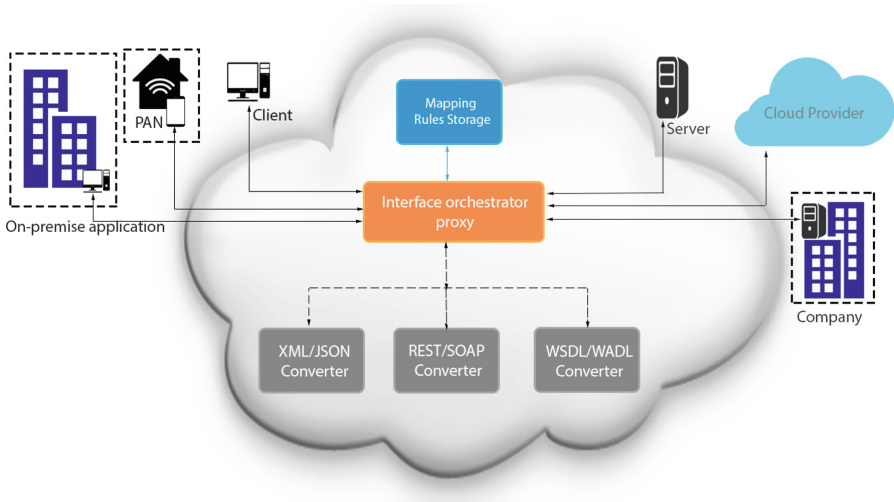 PAN
Client
Mapping
Rules Storage
Server
Cloud Provider
On-premise application
Interface orchestrator
proxy
Company
XML/JSON
Converter
REST/SOAP
Converter
WSDL/WADL
Converter